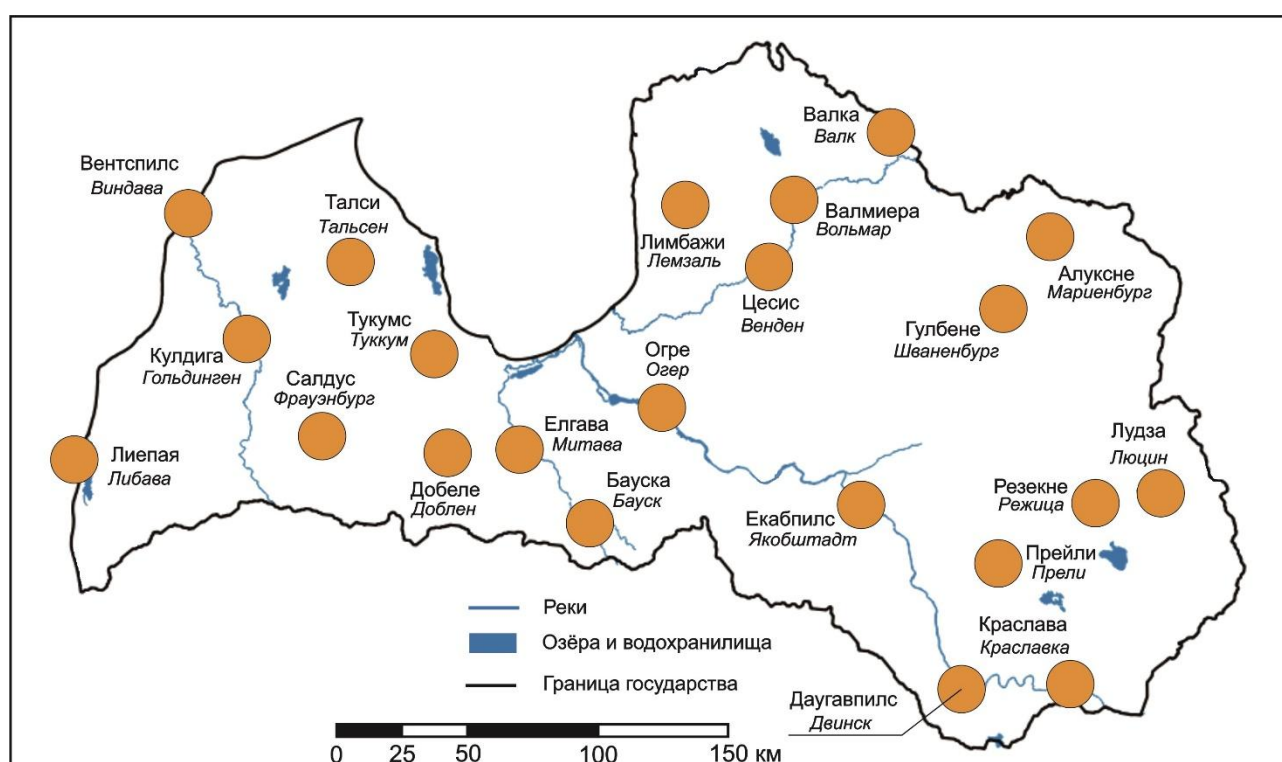 Валка
Валк
Вентспилс
Виндава
Талси
Тальсен
Валмиера
Вольмар
Лимбажи
Лемзаль
Алуксне
Мариенбург
Цесис
Венден
Гулбене
Шваненбург
Тукумс
Туккум
Кулдига
Гольдинген
Огре
Огер
Салдус
Фрауэнбург
Елгава
Митава
Лудза
Люцин
Лиепая
Либава
Добеле
Доблен
Бауска
Бауск
Резекне
Режица
Екабпилс
Якобштадт
Прейли
Прели
Реки
Краслава
Краславка
Озёра и водохранилища
Граница государства
Даугавпилс
Двинск
0 25 50 100 150 км